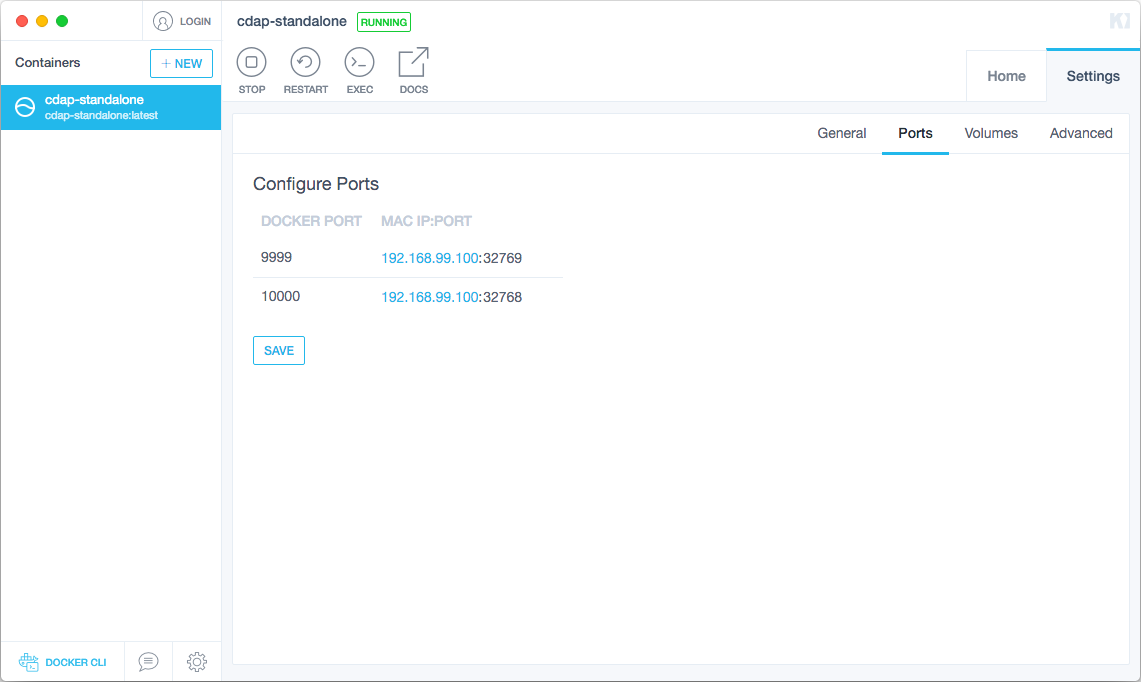 LOGIN
cdap-standalone RUNNING
Containers
+ NEW
cdap-standalone
cdap-standalone:latest
STOP
RESTART
EXEC
DOCS
Home
Settings
General
Ports
Volumes
Advanced
Configure Ports
DOCKER PORT MAC IP:PORT
9999 192.168.99.100:32769
10000 192.168.99.100:32768
SAVE
DOCKER CLI